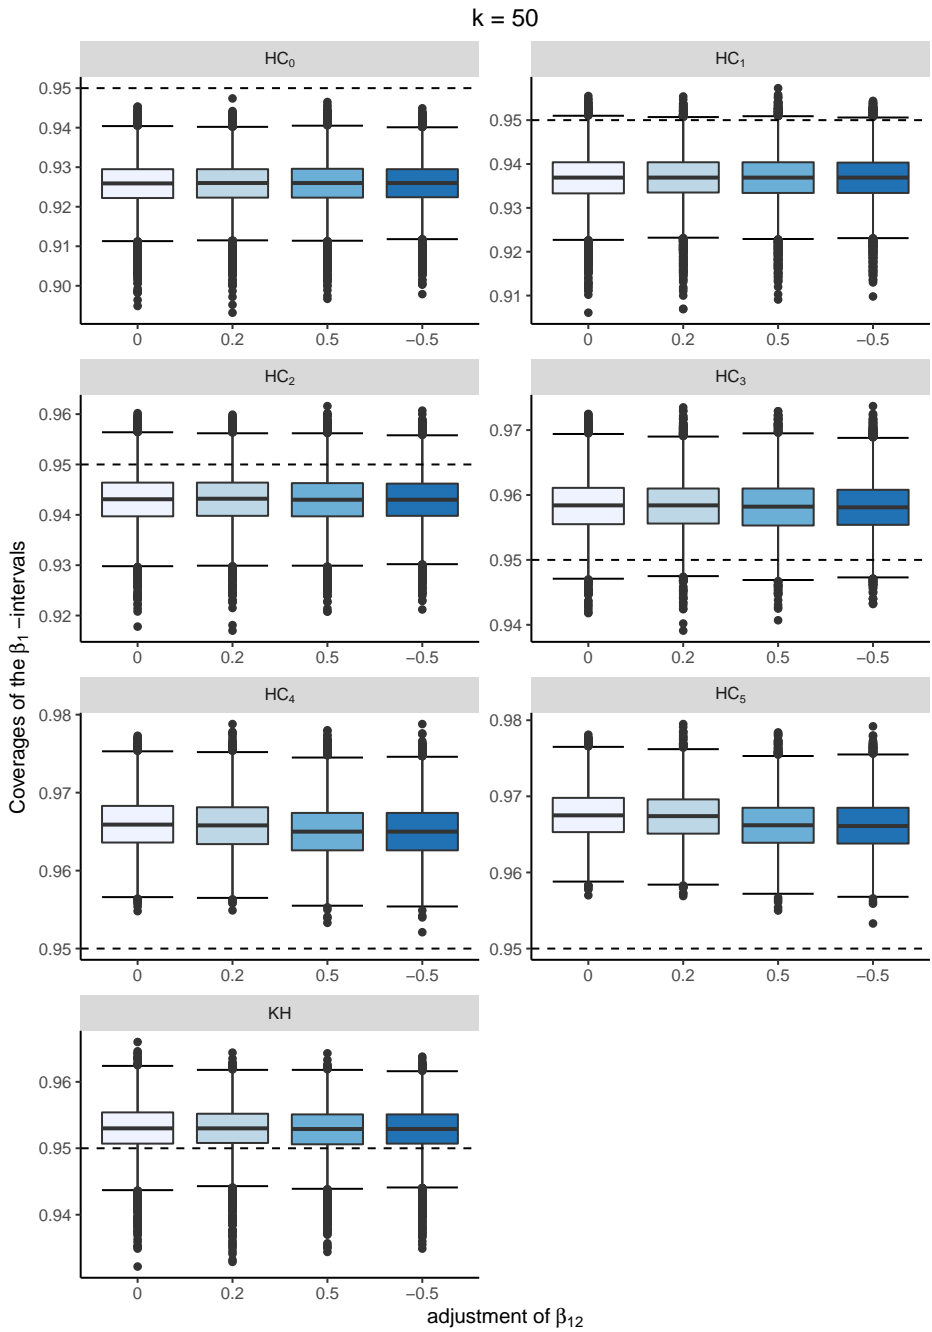 k = 50
HC₀ HC₁
0.95
0.94
0.93
0.92
0.91
0.90
0.95
0.94
0.93
0.92
0.91
0 0.2 0.5 −0.5 0 0.2 0.5 −0.5
HC₂ HC₃
0.96
0.95
0.94
0.93
0.92
0.97
0.96
0.95
0.94
0 0.2 0.5 −0.5 0 0.2 0.5 −0.5
Coverages of the β₁ −intervals
HC₄ HC₅
0.98
0.97
0.96
0.95
0.98
0.97
0.96
0.95
0 0.2 0.5 −0.5 0 0.2 0.5 −0.5
KH
0.96
0.95
0.94
0 0.2 0.5 −0.5
adjustment of β₁₂